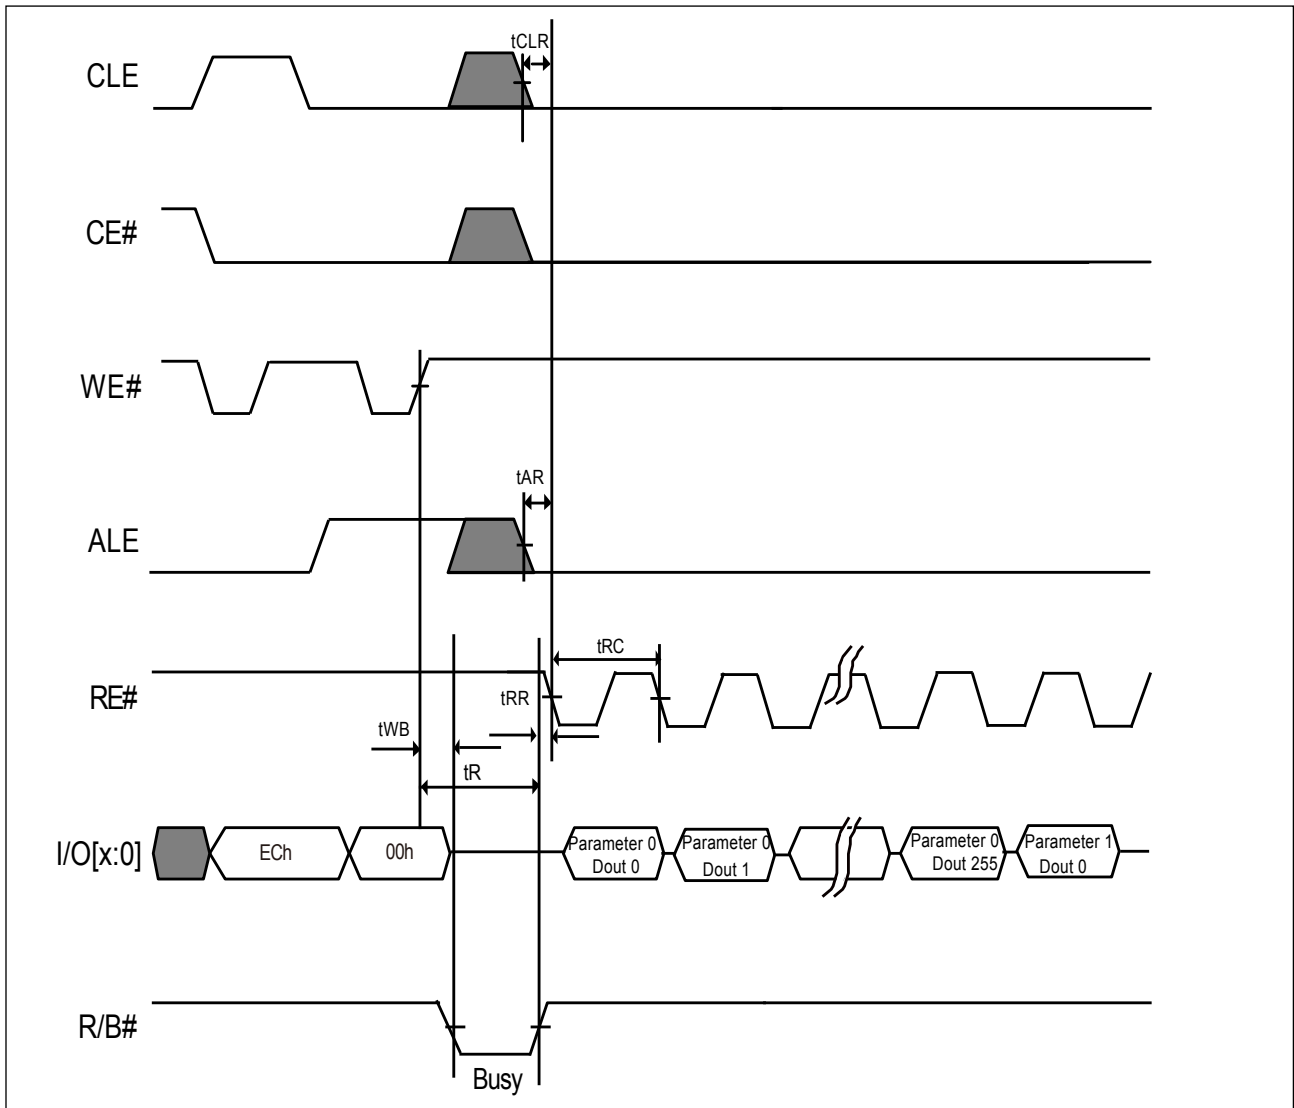 tCLR
CLE
CE#
WE#
tAR
ALE
tRC
RE#
tRR
tWB
tR
I/O[x:0]
ECh
00h
Parameter 0
Dout 0
Parameter 0
Dout 1
Parameter 0
Dout 255
Parameter 1
Dout 0
R/B#
Busy